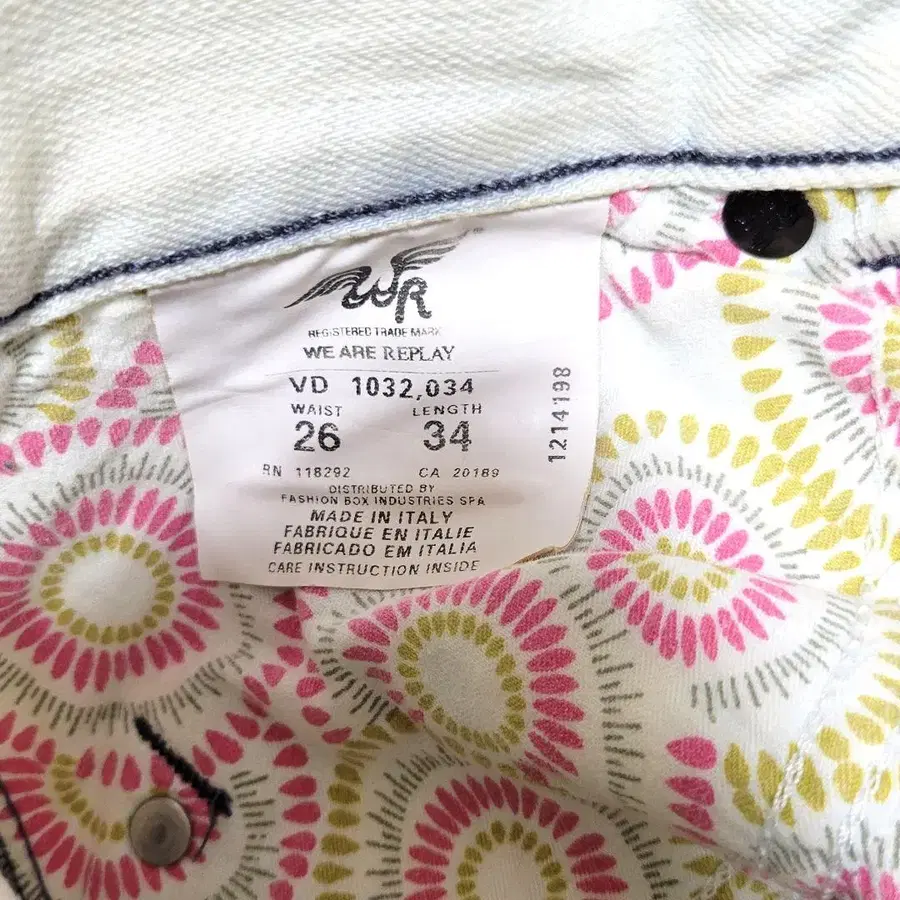 WR
REGISTERED TRADE MARK
WE ARE REPLAY
VD 1032,034
WAIST LENGTH
26 34
RN 118292 CA 20189
DISTRIBUTED BY
FASHION BOX INDUSTRIES SPA
MADE IN ITALY
FABRIQUE EN ITALIE
FABRICADO EM ITALIA
CARE INSTRUCTION INSIDE
1214198